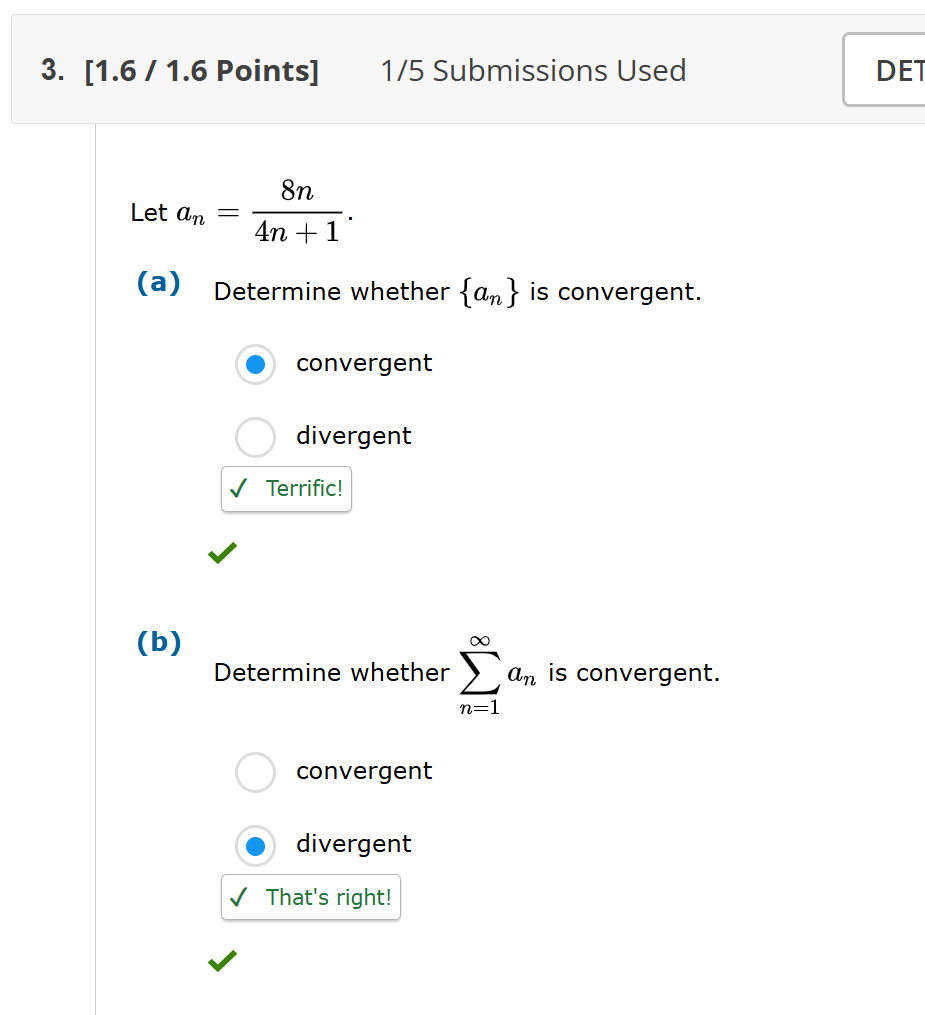 3. [1.6 / 1.6 Points] 1/5 Submissions Used DET
Let aₙ = 8n / (4n + 1).
(a) Determine whether {aₙ} is convergent.
convergent
divergent
✓ Terrific!
(b) Determine whether ∑_{n=1}^{∞} aₙ is convergent.
convergent
divergent
✓ That's right!